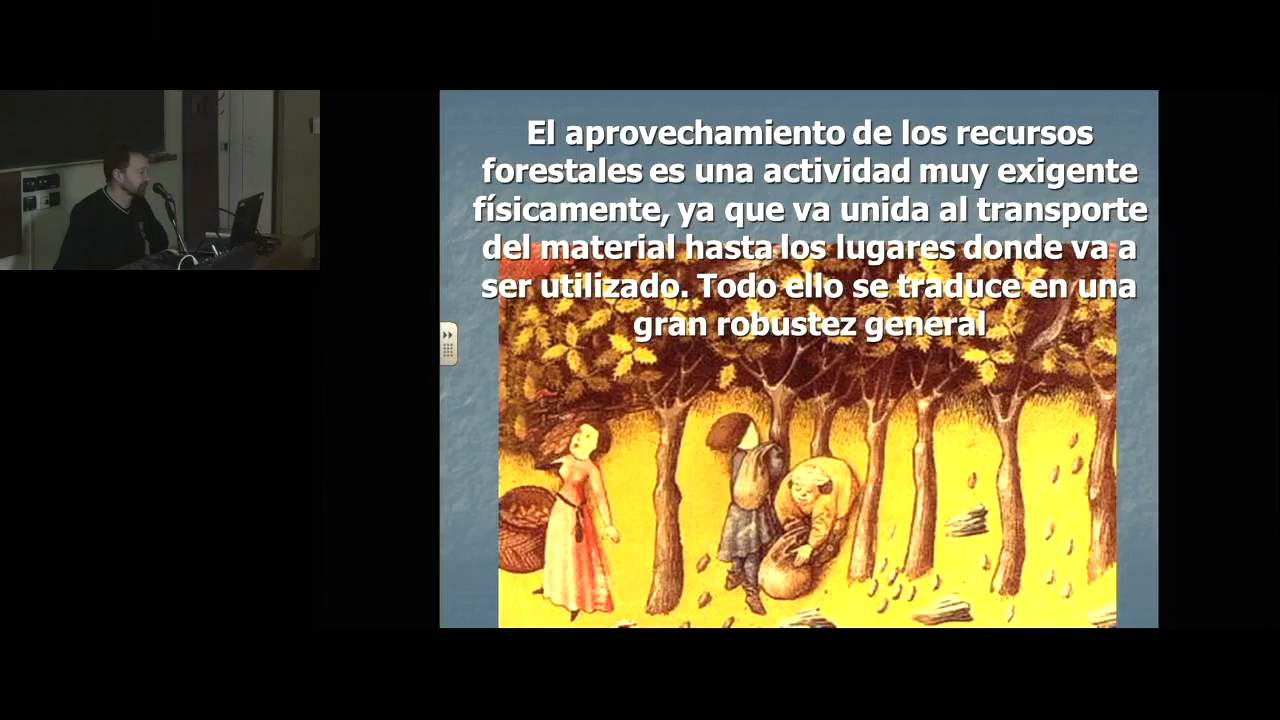 El aprovechamiento de los recursos
forestales es una actividad muy exigente
físicamente, ya que va unida al transporte
del material hasta los lugares donde va a
ser utilizado. Todo ello se traduce en una
gran robustez general